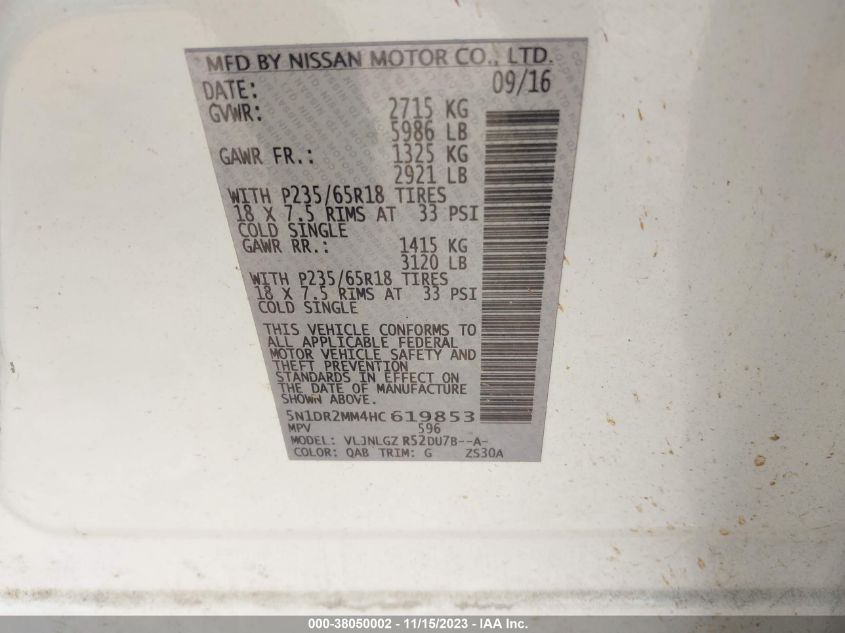 MFD BY NISSAN MOTOR CO., LTD.
DATE: 09/16
GVWR: 2715 KG
5986 LB
GAWR FR.: 1325 KG
2921 LB
WITH P235/65R18 TIRES
18 X 7.5 RIMS AT 33 PSI
COLD SINGLE
GAWR RR.: 1415 KG
3120 LB
WITH P235/65R18 TIRES
18 X 7.5 RIMS AT 33 PSI
COLD SINGLE
THIS VEHICLE CONFORMS TO
ALL APPLICABLE FEDERAL
MOTOR VEHICLE SAFETY AND
THEFT PREVENTION
STANDARDS IN EFFECT ON
THE DATE OF MANUFACTURE
SHOWN ABOVE.
5N1DR2MM4HC619853
MPV 596
MODEL: VLJNLGZ R52DU7B--A-
COLOR: QAB TRIM: G ZS30A
000-38050002 - 11/15/2023 - IAA Inc.